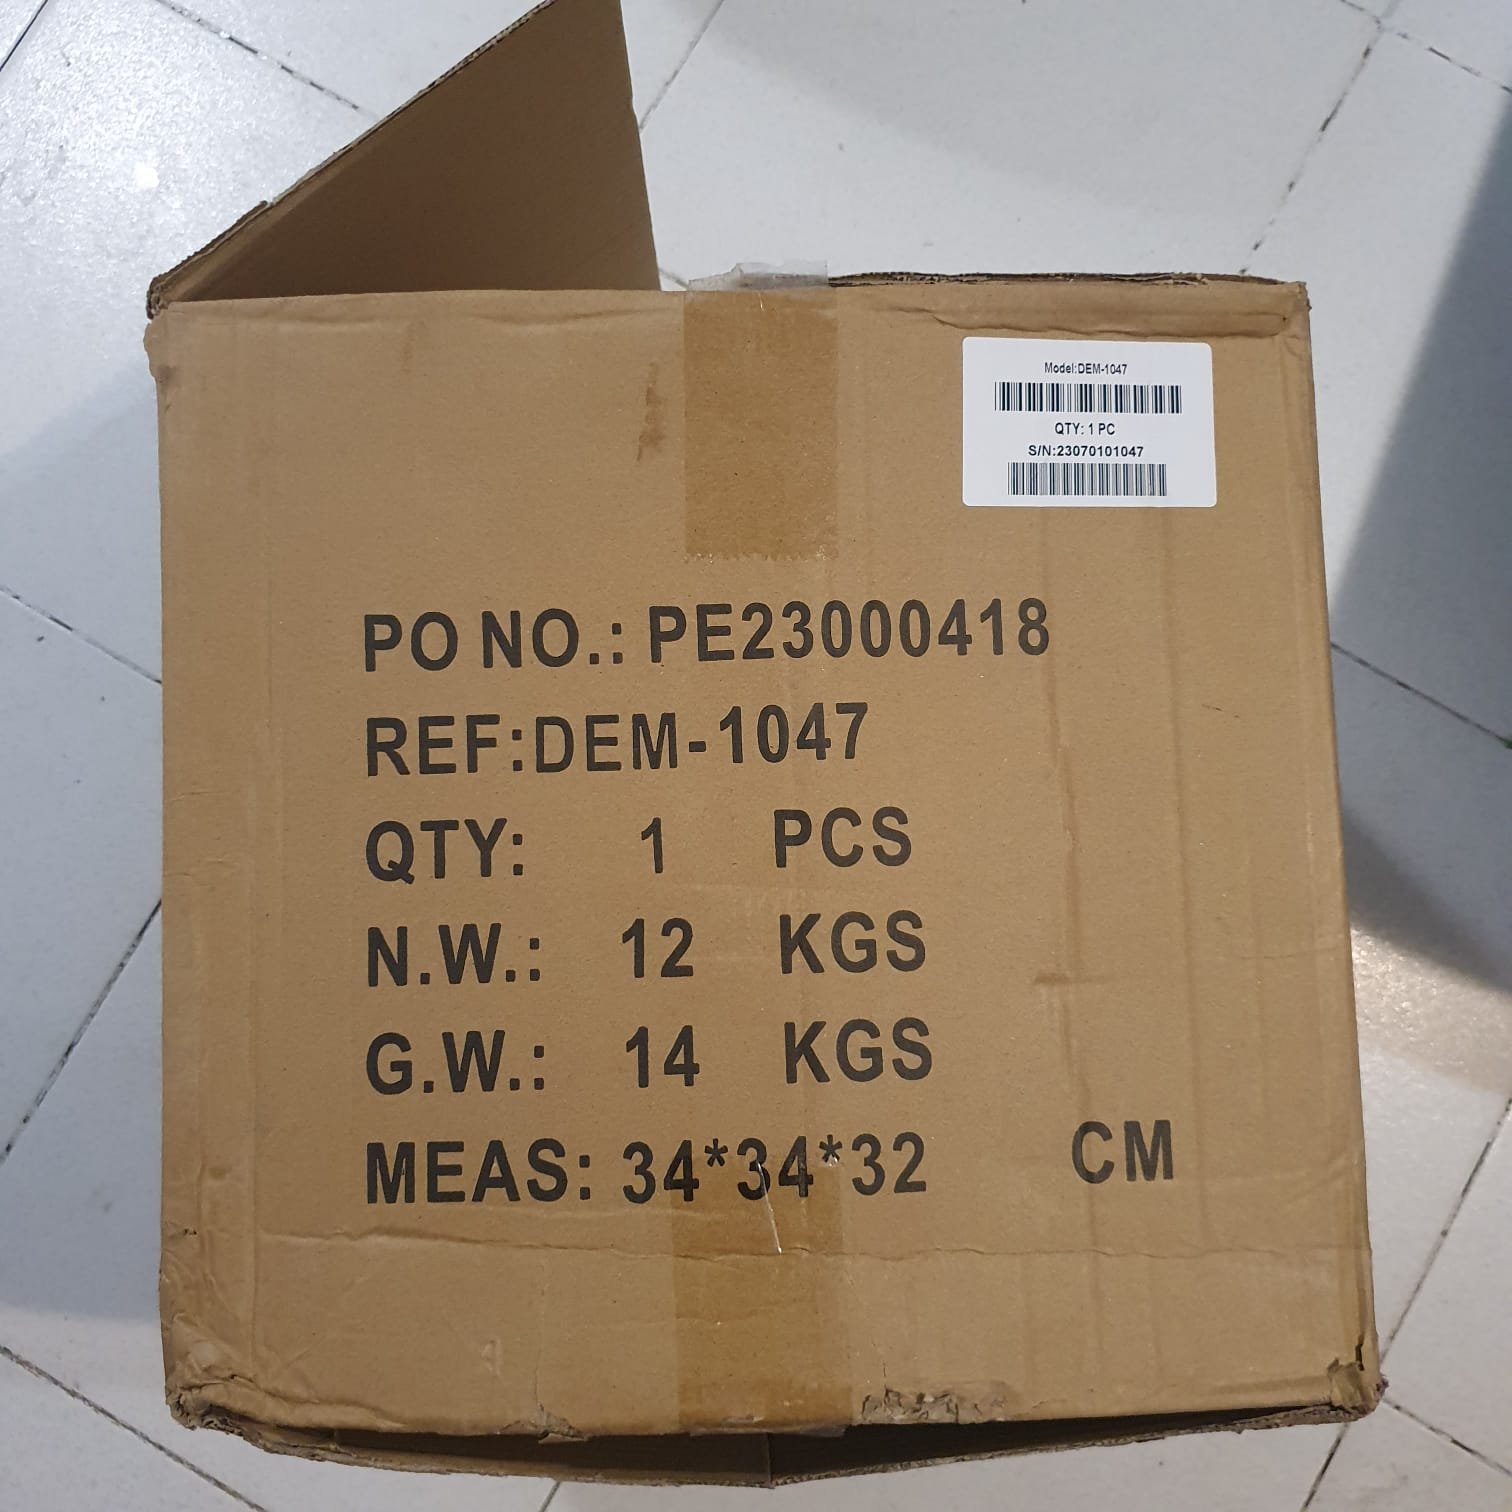 Model:DEM-1047
QTY: 1 PC
S/N:23070101047
PO NO.: PE23000418
REF:DEM-1047
QTY: 1 PCS
N.W.: 12 KGS
G.W.: 14 KGS
MEAS: 34*34*32 CM